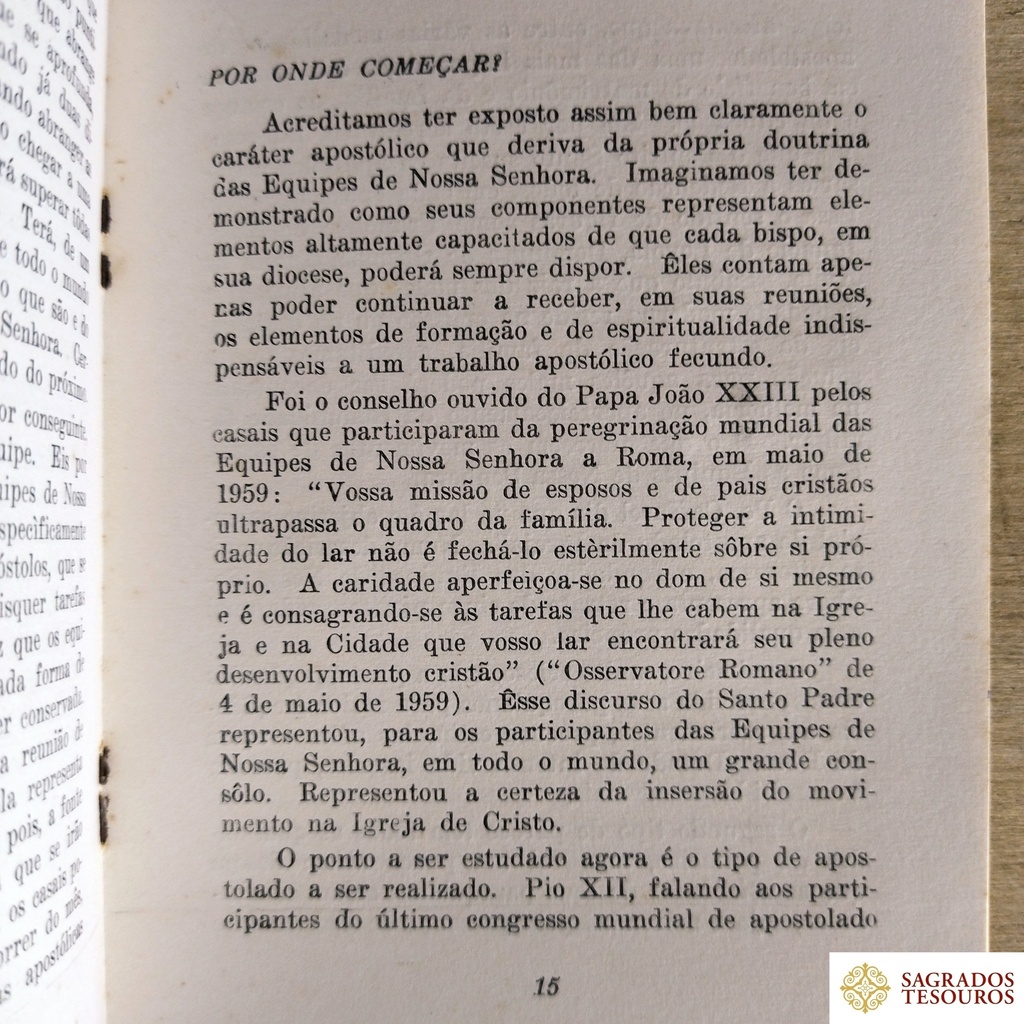 POR ONDE COMEÇAR?
Acreditamos ter exposto assim bem claramente o
caráter apostólico que deriva da própria doutrina
das Equipes de Nossa Senhora. Imaginamos ter de-
monstrado como seus componentes representam ele-
mentos altamente capacitados de que cada bispo, em
sua diocese, poderá sempre dispor. Êles contam ape-
nas poder continuar a receber, em suas reuniões,
os elementos de formação e de espiritualidade indis-
pensáveis a um trabalho apostólico fecundo.
Foi o conselho ouvido do Papa João XXIII pelos
casais que participaram da peregrinação mundial das
Equipes de Nossa Senhora a Roma, em maio de
1959: “Vossa missão de esposos e de pais cristãos
ultrapassa o quadro da família. Proteger a intimi-
dade do lar não é fechá-lo estèrilmente sôbre si pró-
prio. A caridade aperfeiçoa-se no dom de si mesmo
e é consagrando-se às tarefas que lhe cabem na Igre-
ja e na Cidade que vosso lar encontrará seu pleno
desenvolvimento cristão” (“Osservatore Romano” de
4 de maio de 1959). Êsse discurso do Santo Padre
representou, para os participantes das Equipes de
Nossa Senhora, em todo o mundo, um grande con-
sôlo. Representou a certeza da insersão do movi-
mento na Igreja de Cristo.
O ponto a ser estudado agora é o tipo de apos-
tolado a ser realizado. Pio XII, falando aos parti-
cipantes do último congresso mundial de apostolado
15
SAGRADOS
TESOUROS